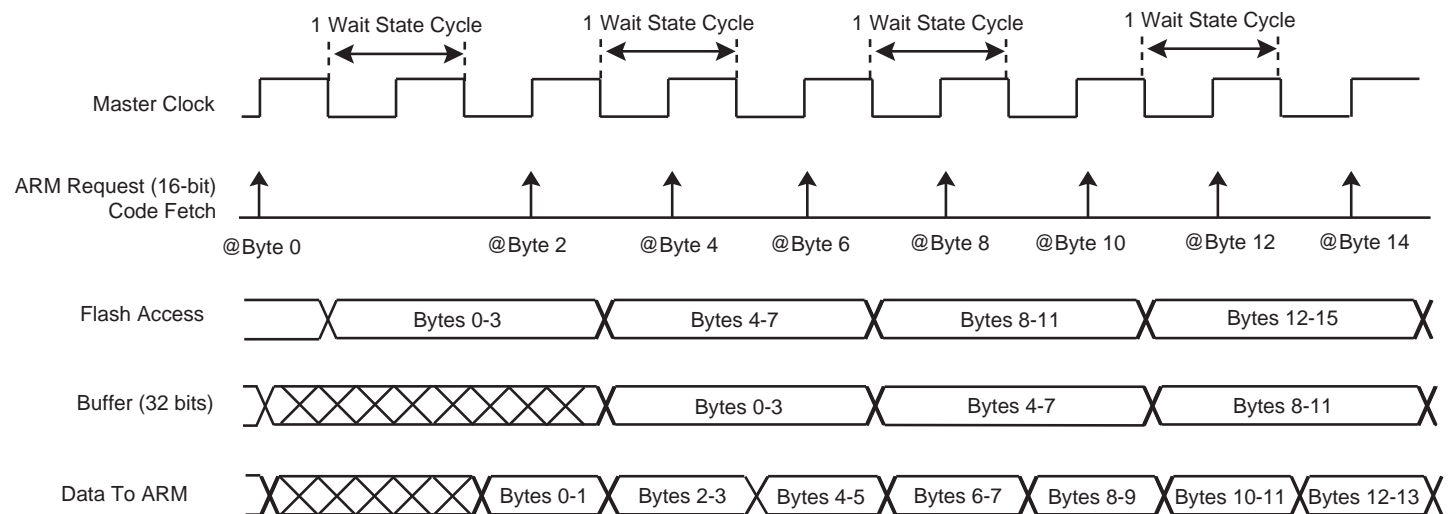 1 Wait State Cycle
1 Wait State Cycle
1 Wait State Cycle
1 Wait State Cycle
Master Clock
ARM Request (16-bit)
Code Fetch
@Byte 0
@Byte 2
@Byte 4
@Byte 6
@Byte 8
@Byte 10
@Byte 12
@Byte 14
Flash Access
Bytes 0-3
Bytes 4-7
Bytes 8-11
Bytes 12-15
Buffer (32 bits)
Bytes 0-3
Bytes 4-7
Bytes 8-11
Data To ARM
Bytes 0-1
Bytes 2-3
Bytes 4-5
Bytes 6-7
Bytes 8-9
Bytes 10-11
Bytes 12-13